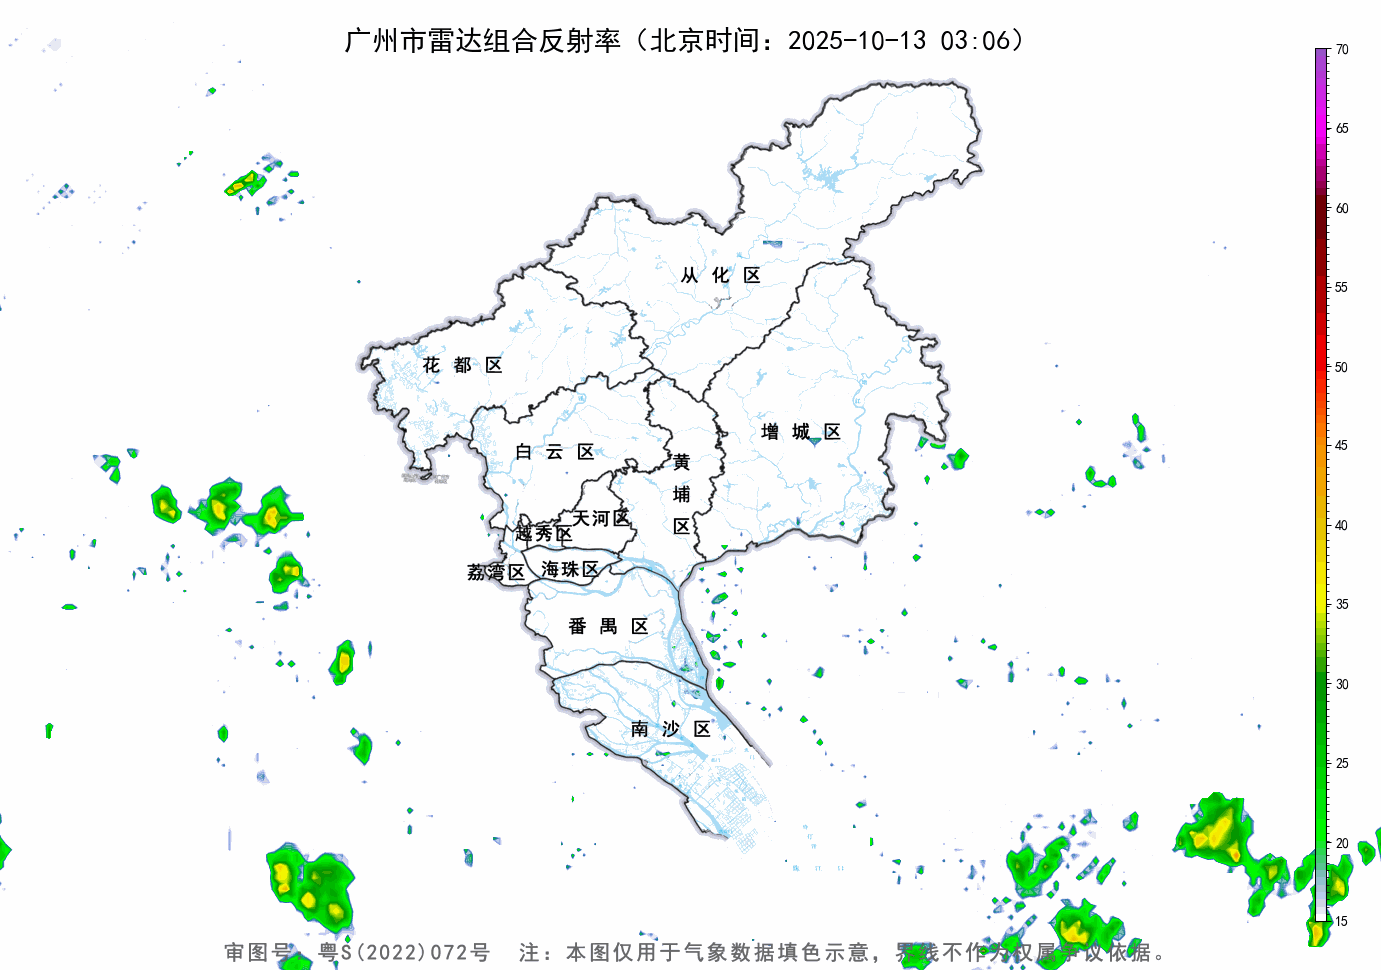 广州市雷达组合反射率（北京时间：2025-10-13 03:06）
70
65
60
55
50
45
40
35
30
25
20
15
从化区
花都区
增城区
白云区
黄埔区
天河区
越秀区
海珠区
荔湾区
番禺区
南沙区
审图号：粤S(2022)072号 注：本图仅用于气象数据填色示意，界线不作为权属争议依据。